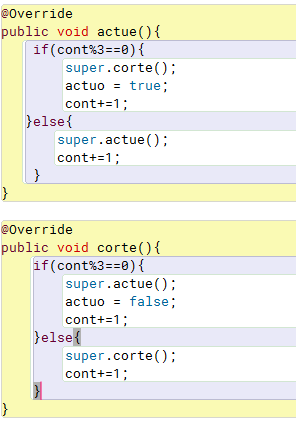 @Override
public void actue(){
if(cont%3==0){
super.corte();
actuo = true;
cont+=1;
}else{
super.actue();
cont+=1;
}
}
@Override
public void corte(){
if(cont%3==0){
super.actue();
actuo = false;
cont+=1;
}else{
super.corte();
cont+=1;
}
}